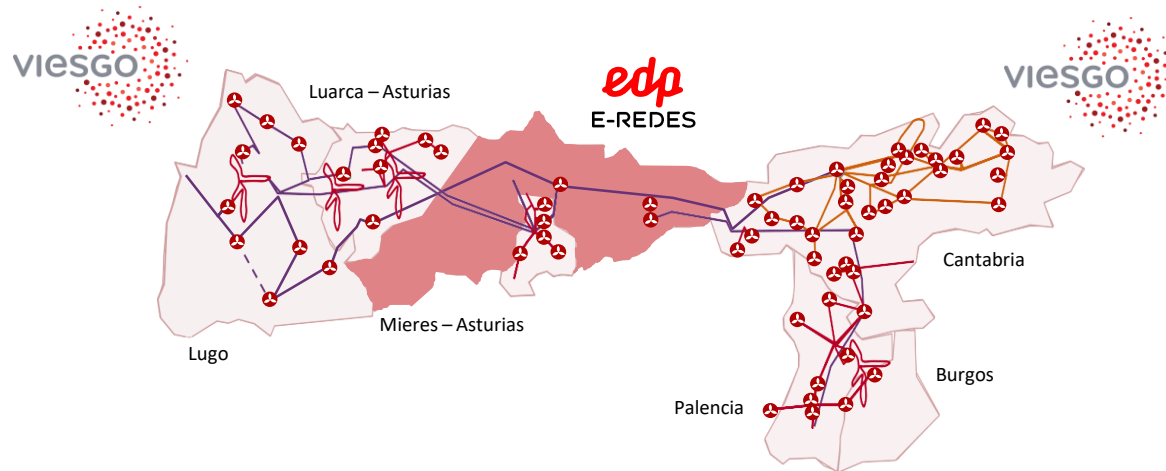 viesgo
edp
E-REDES
viesgo
Luarca – Asturias
Cantabria
Mieres – Asturias
Lugo
Burgos
Palencia